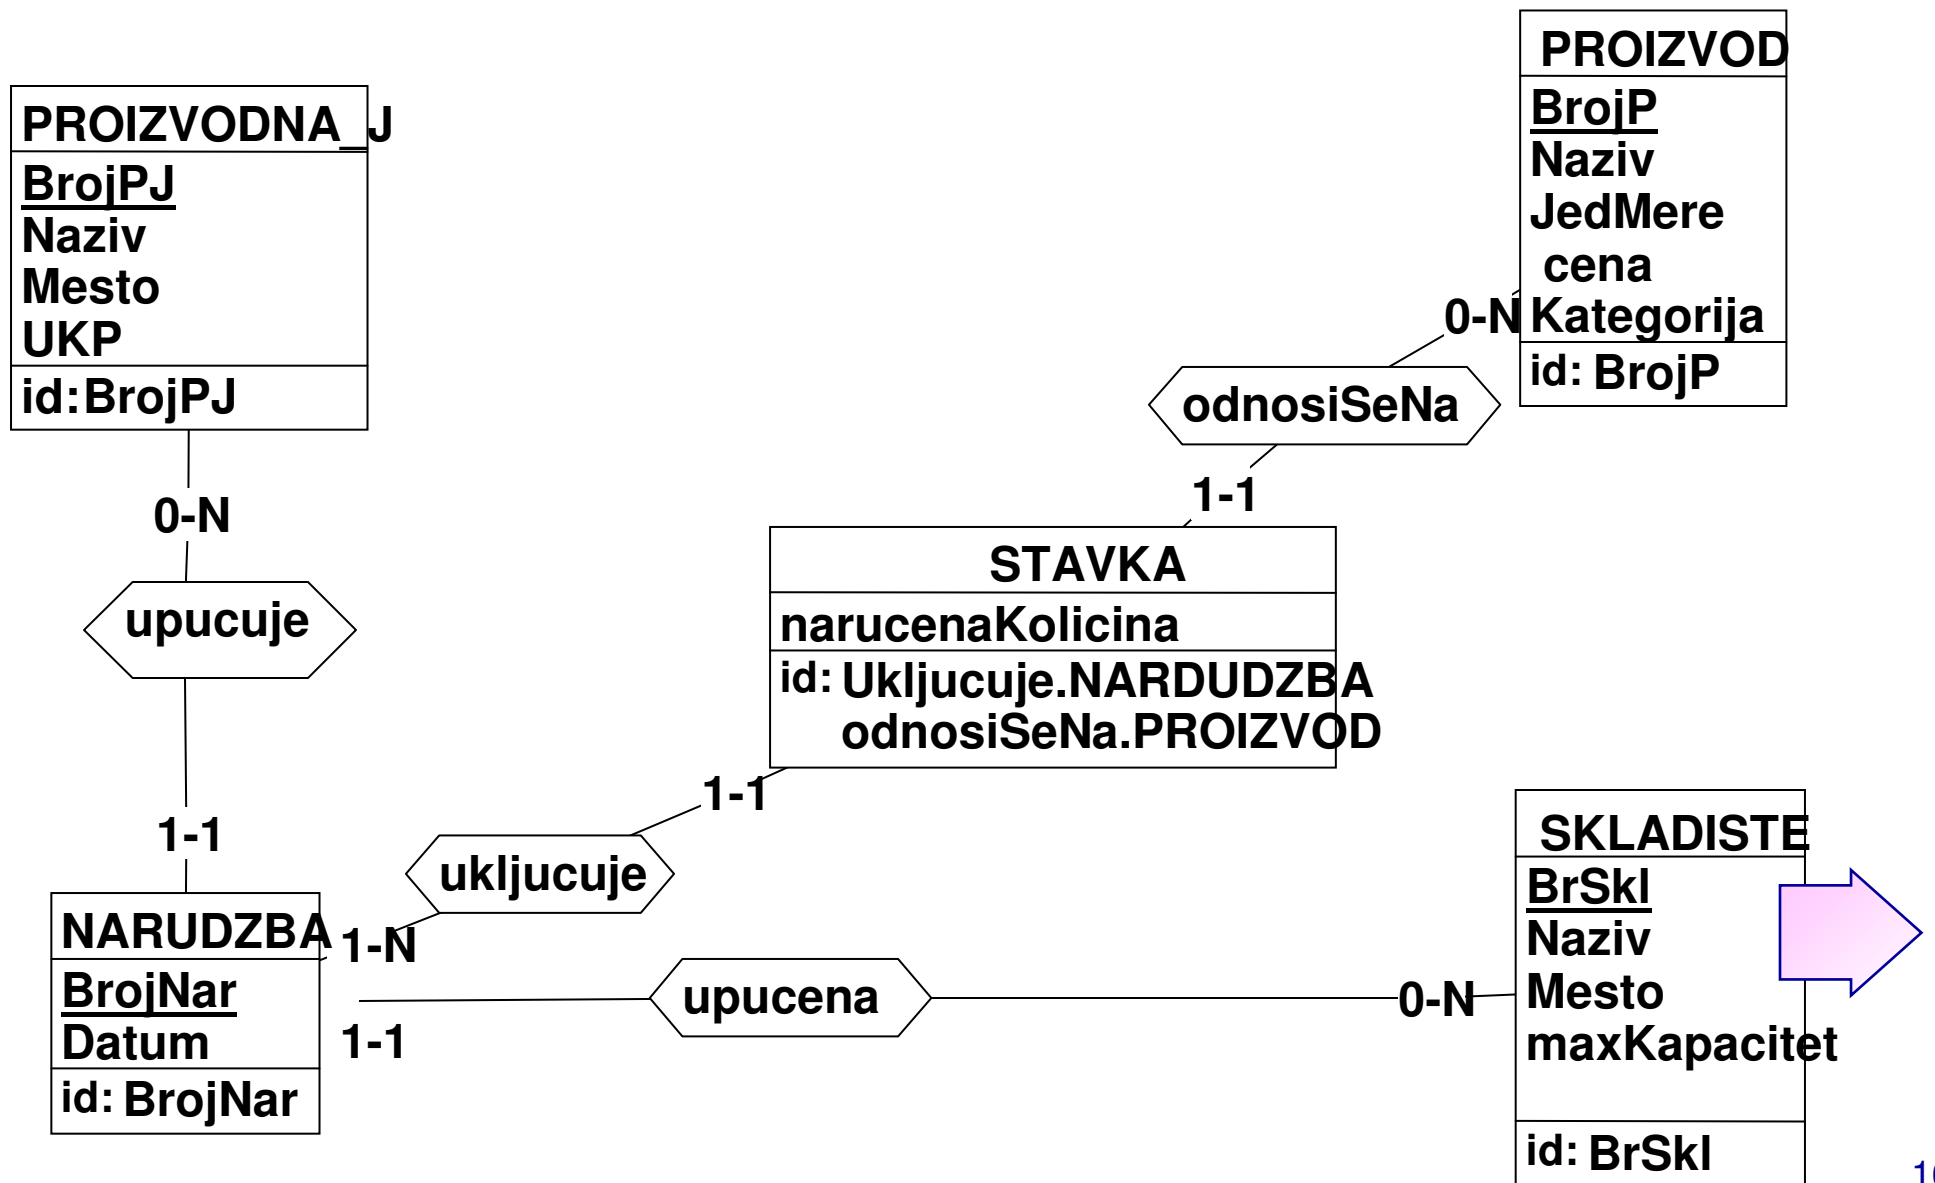 PROIZVOD
BrojP
Naziv
JedMere
cena
Kategorija
id: BrojP
PROIZVODNA_J
BrojPJ
Naziv
Mesto
UKP
id:BrojPJ
0-N
odnosiSeNa
1-1
0-N
upucuje
1-1
STAVKA
narucenaKolicina
id: Ukljucuje.NARDUDZBA
odnosiSeNa.PROIZVOD
1-1
ukljucuje
1-N
NARUDZBA
BrojNar
Datum
id: BrojNar
upucena
1-1
0-N
SKLADISTE
BrSkl
Naziv
Mesto
maxKapacitet
id: BrSkl